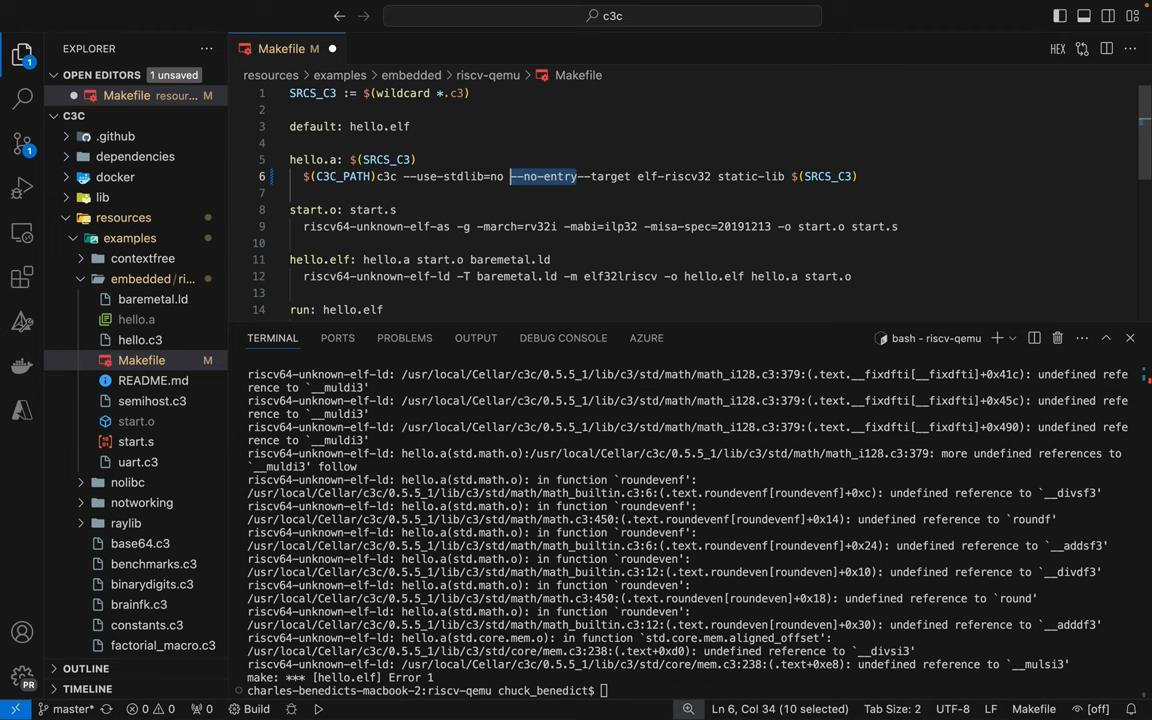 c3c
EXPLORER
OPEN EDITORS 1 unsaved
Makefile resour... M
C3C
.github
dependencies
docker
lib
resources
examples
contextfree
embedded/ri...
baremetal.ld
hello.a
hello.c3
Makefile M
README.md
semihost.c3
start.o
start.s
uart.c3
nolibc
notworking
raylib
base64.c3
benchmarks.c3
binarydigits.c3
brainfk.c3
constants.c3
factorial_macro.c3
OUTLINE
TIMELINE
1
1
PR
Makefile M
HEX
resources > examples > embedded > riscv-qemu > Makefile
1 SRCS_C3 := $(wildcard *.c3)
2
3 default: hello.elf
4
5 hello.a: $(SRCS_C3)
6 $(C3C_PATH)c3c --use-stdlib=no --no-entry--target elf-riscv32 static-lib $(SRCS_C3)
7
8 start.o: start.s
9 riscv64-unknown-elf-as -g -march=rv32i -mabi=ilp32 -misa-spec=20191213 -o start.o start.s
10
11 hello.elf: hello.a start.o baremetal.ld
12 riscv64-unknown-elf-ld -T baremetal.ld -m elf32lriscv -o hello.elf hello.a start.o
13
14 run: hello.elf
TERMINAL PORTS PROBLEMS OUTPUT DEBUG CONSOLE AZURE
bash - riscv-qemu
riscv64-unknown-elf-ld: /usr/local/Cellar/c3c/0.5.5_1/lib/c3/std/math/math_i128.c3:379:(.text.__fixdfti[__fixdfti]+0x41c): undefined refe
rence to `__muldi3'
riscv64-unknown-elf-ld: /usr/local/Cellar/c3c/0.5.5_1/lib/c3/std/math/math_i128.c3:379:(.text.__fixdfti[__fixdfti]+0x45c): undefined refe
rence to `__muldi3'
riscv64-unknown-elf-ld: /usr/local/Cellar/c3c/0.5.5_1/lib/c3/std/math/math_i128.c3:379:(.text.__fixdfti[__fixdfti]+0x490): undefined refe
rence to `__muldi3'
riscv64-unknown-elf-ld: hello.a(std.math.o):/usr/local/Cellar/c3c/0.5.5_1/lib/c3/std/math/math_i128.c3:379: more undefined references to
`__muldi3' follow
riscv64-unknown-elf-ld: hello.a(std.math.o): in function `roundevenf':
/usr/local/Cellar/c3c/0.5.5_1/lib/c3/std/math/math_builtin.c3:6:(.text.roundevenf[roundevenf]+0xc): undefined reference to `__divsf3'
riscv64-unknown-elf-ld: hello.a(std.math.o): in function `roundevenf':
/usr/local/Cellar/c3c/0.5.5_1/lib/c3/std/math/math.c3:450:(.text.roundevenf[roundevenf]+0x14): undefined reference to `roundf'
riscv64-unknown-elf-ld: hello.a(std.math.o): in function `roundevenf':
/usr/local/Cellar/c3c/0.5.5_1/lib/c3/std/math/math_builtin.c3:6:(.text.roundevenf[roundevenf]+0x24): undefined reference to `__addsf3'
riscv64-unknown-elf-ld: hello.a(std.math.o): in function `roundeven':
/usr/local/Cellar/c3c/0.5.5_1/lib/c3/std/math/math_builtin.c3:12:(.text.roundeven[roundeven]+0x10): undefined reference to `__divdf3'
riscv64-unknown-elf-ld: hello.a(std.math.o): in function `roundeven':
/usr/local/Cellar/c3c/0.5.5_1/lib/c3/std/math/math.c3:450:(.text.roundeven[roundeven]+0x18): undefined reference to `round'
riscv64-unknown-elf-ld: hello.a(std.math.o): in function `roundeven':
/usr/local/Cellar/c3c/0.5.5_1/lib/c3/std/math/math_builtin.c3:12:(.text.roundeven[roundeven]+0x30): undefined reference to `__adddf3'
riscv64-unknown-elf-ld: hello.a(std.core.mem.o): in function `std.core.mem.aligned_offset':
/usr/local/Cellar/c3c/0.5.5_1/lib/c3/std/core/mem.c3:238:(.text+0xd0): undefined reference to `__divsi3'
riscv64-unknown-elf-ld: /usr/local/Cellar/c3c/0.5.5_1/lib/c3/std/core/mem.c3:238:(.text+0xe8): undefined reference to `__mulsi3'
make: *** [hello.elf] Error 1
charles-benedicts-macbook-2:riscv-qemu chuck_benedict$
master* 0 0 0 Build Ln 6, Col 34 (10 selected) Tab Size: 2 UTF-8 LF Makefile [off]